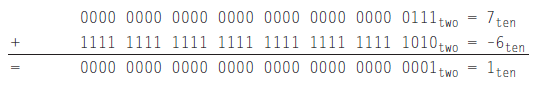 0000 0000 0000 0000 0000 0000 0000 0111two = 7ten
+ 1111 1111 1111 1111 1111 1111 1111 1010two = -6ten
= 0000 0000 0000 0000 0000 0000 0000 0001two = 1ten